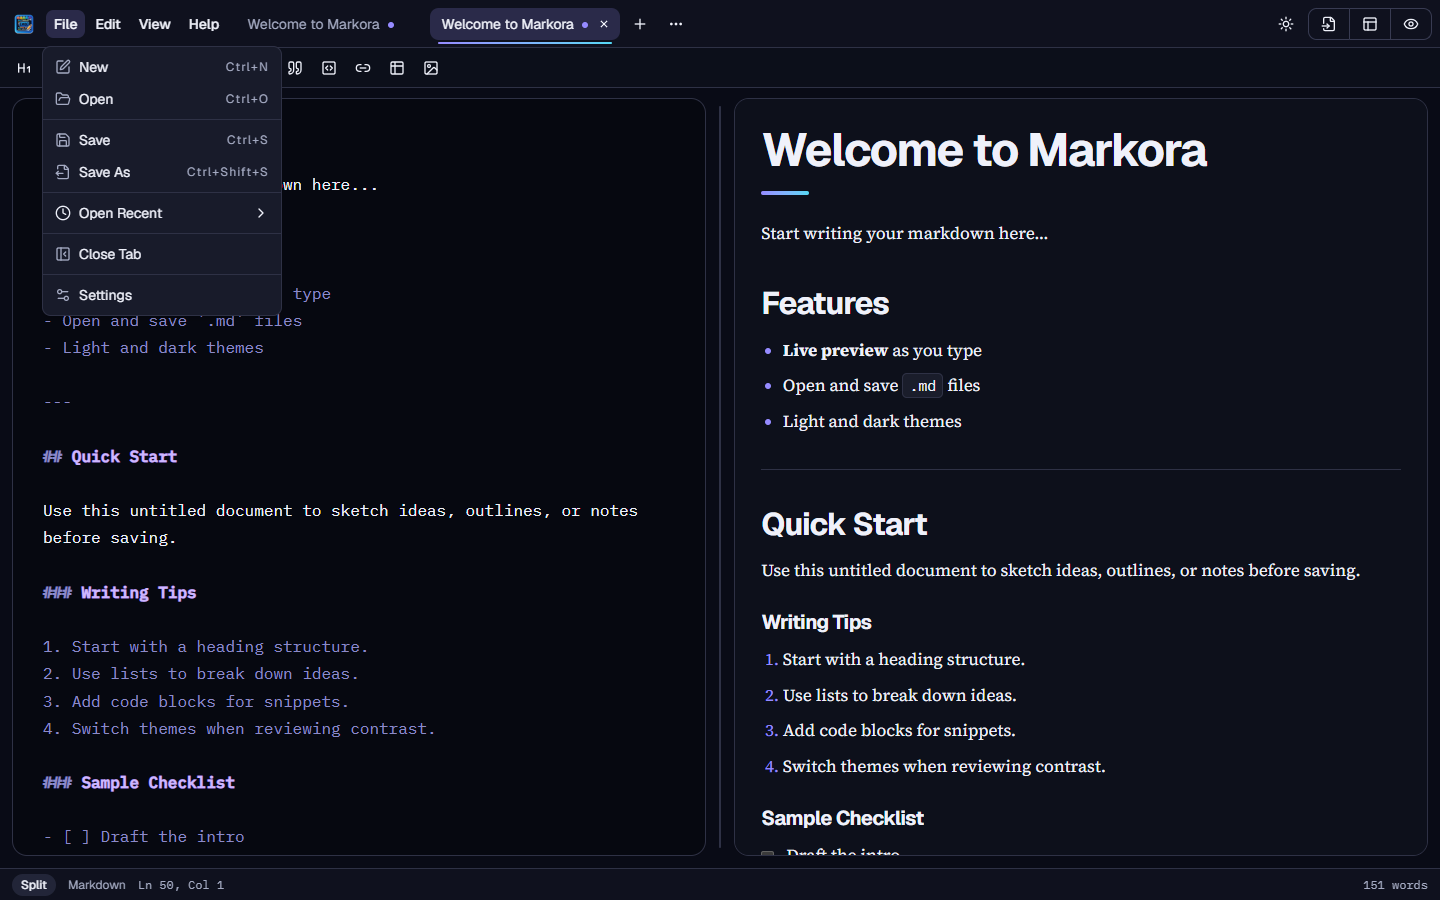 File Edit View Help Welcome to Markora Welcome to Markora
H1
New Ctrl+N
Open Ctrl+O
Save Ctrl+S
Save As Ctrl+Shift+S
Open Recent
Close Tab
Settings
wn here...
type
- Open and save `.md` files
- Light and dark themes
---
## Quick Start
Use this untitled document to sketch ideas, outlines, or notes
before saving.
### Writing Tips
1. Start with a heading structure.
2. Use lists to break down ideas.
3. Add code blocks for snippets.
4. Switch themes when reviewing contrast.
### Sample Checklist
- [ ] Draft the intro
Welcome to Markora
Start writing your markdown here...
Features
• Live preview as you type
• Open and save .md files
• Light and dark themes
Quick Start
Use this untitled document to sketch ideas, outlines, or notes before saving.
Writing Tips
1. Start with a heading structure.
2. Use lists to break down ideas.
3. Add code blocks for snippets.
4. Switch themes when reviewing contrast.
Sample Checklist
Draft the intro
Split Markdown Ln 50, Col 1 151 words